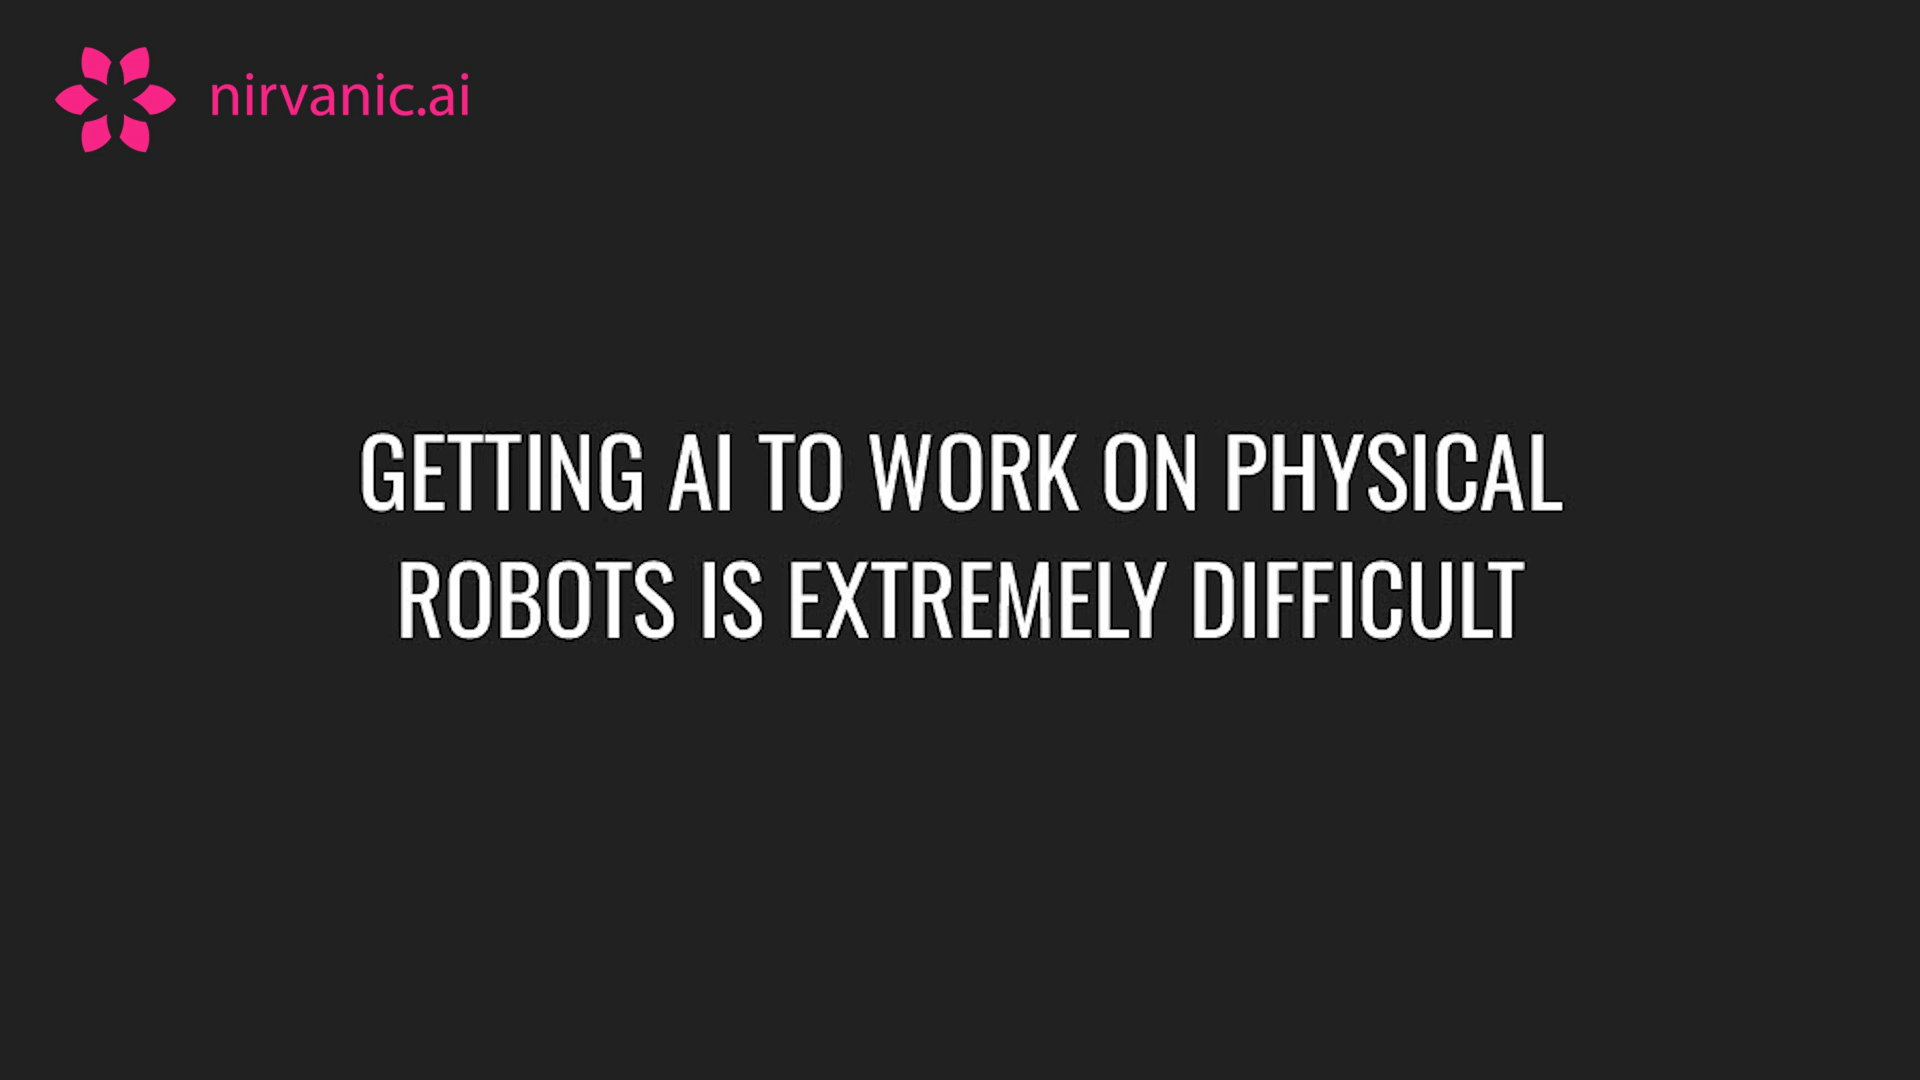 nirvanic.ai
GETTING AI TO WORK ON PHYSICAL
ROBOTS IS EXTREMELY DIFFICULT